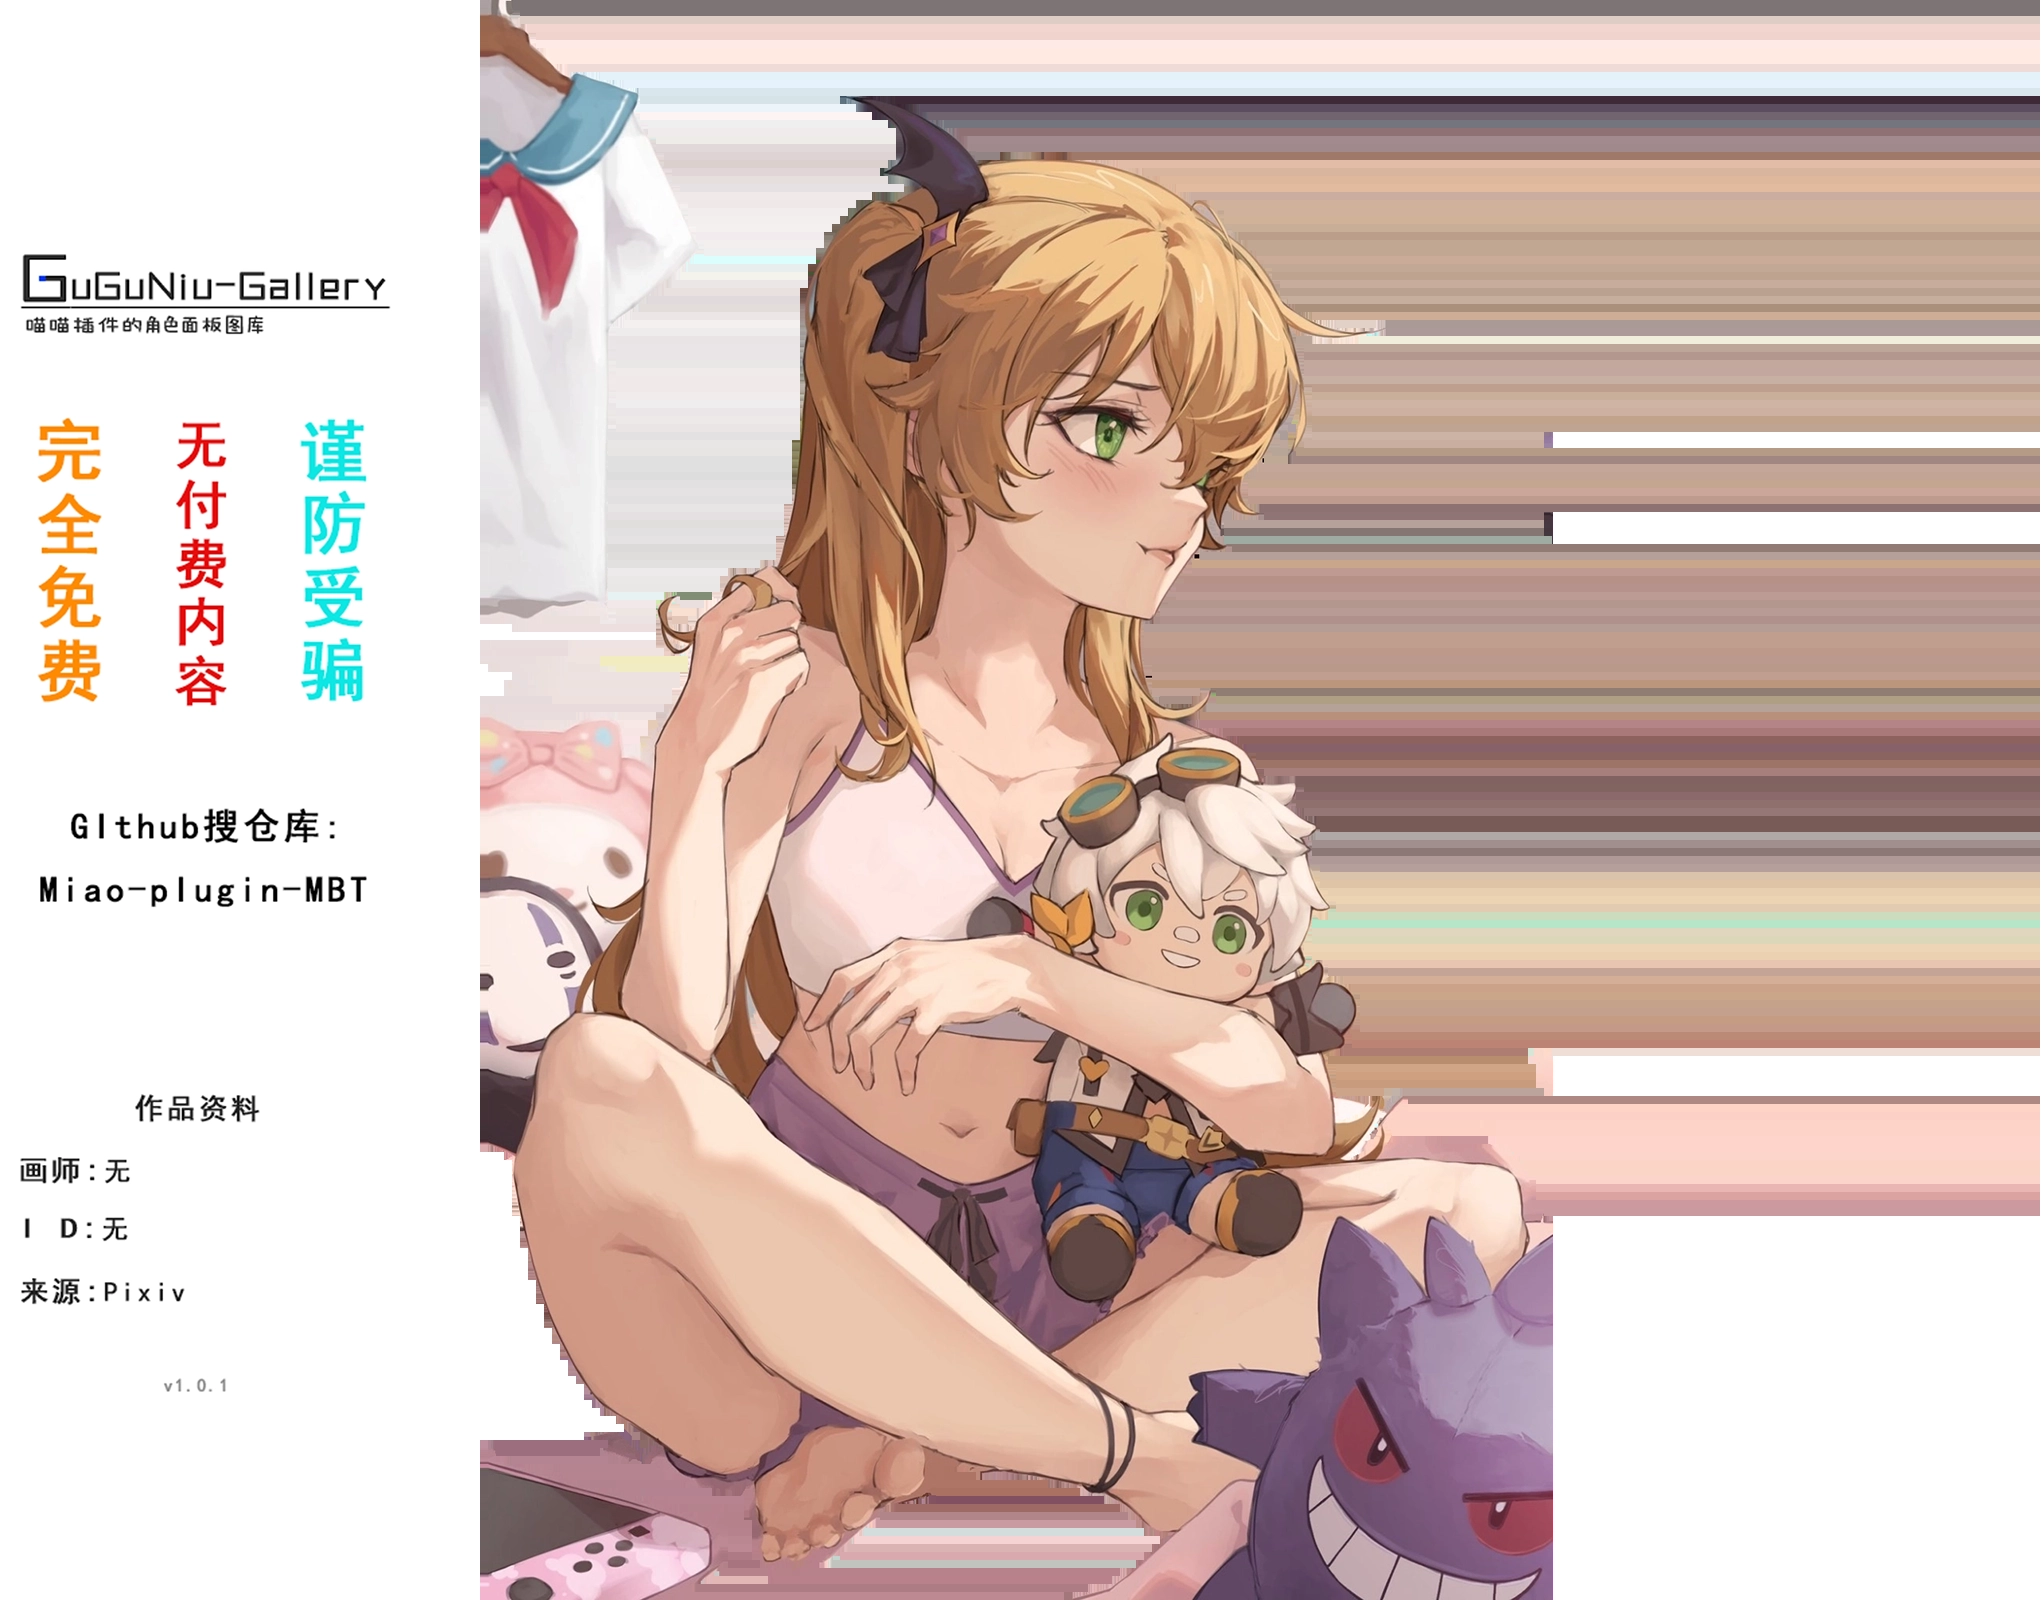 GuGuNiu-Gallery
喵喵插件的角色面板图库
完全免费
无付费内容
谨防受骗
GIthub搜仓库:
Miao-plugin-MBT
作品资料
画师:无
I D:无
来源:Pixiv
v1.0.1